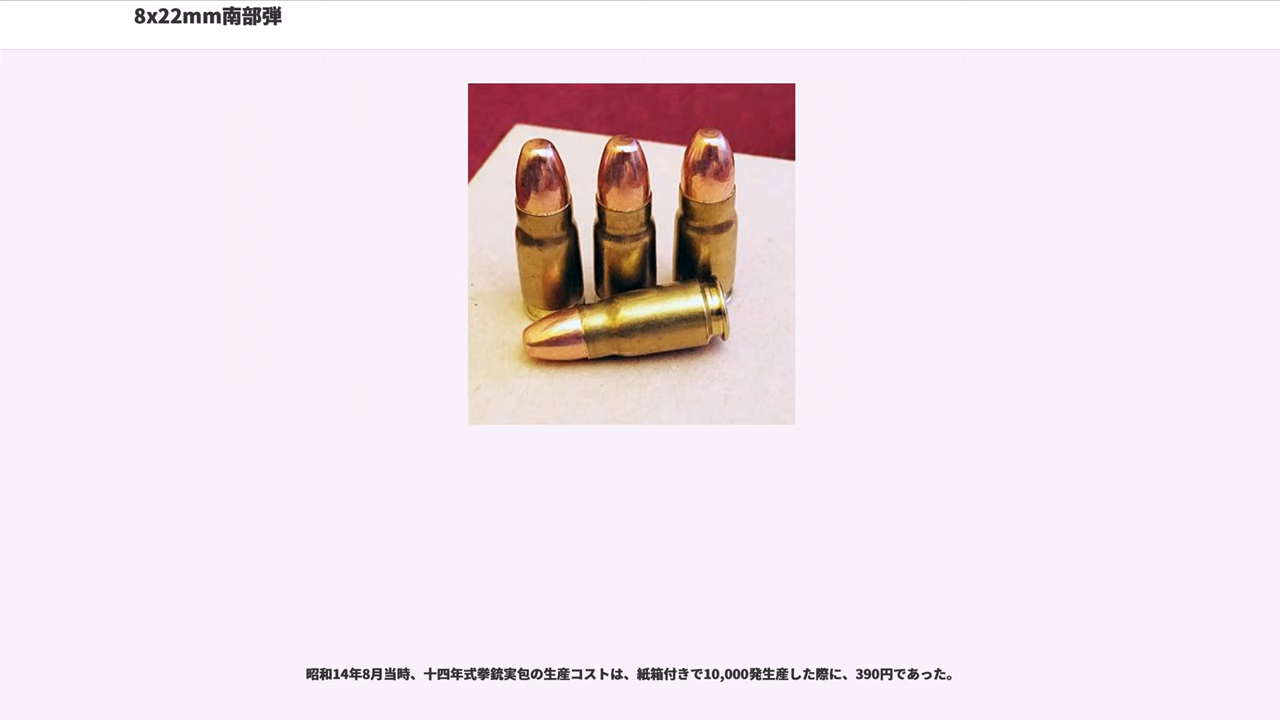 8x22mm南部弾
昭和14年8月当時、十四年式拳銃実包の生産コストは、紙箱付きで10,000発生産した際に、390円であった。